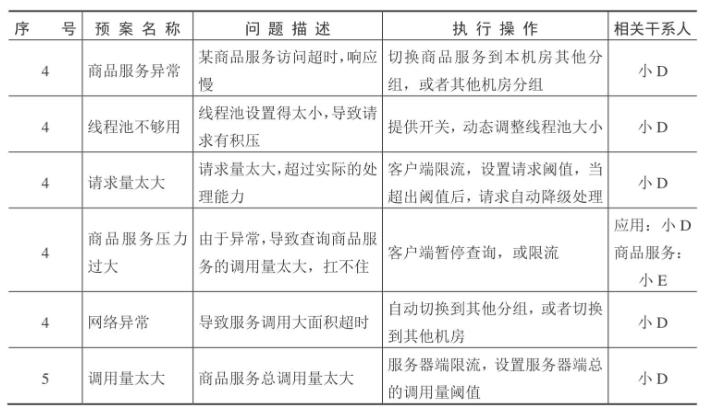 序 号 预案名称 问题描述 执行操作 相关干系人
4 商品服务异常 某商品服务访问超时，响应慢 切换商品服务到本机房其他分组，或者其他机房分组 小 D
4 线程池不够用 线程池设置得太小，导致请求有积压 提供开关，动态调整线程池大小 小 D
4 请求量太大 请求量太大，超过实际的处理能力 客户端限流，设置请求阈值，当超出阈值后，请求自动降级处理 小 D
4 商品服务压力过大 由于异常，导致查询商品服务的调用量太大，扛不住 客户端暂停查询，或限流 应用：小 D 商品服务：小 E
4 网络异常 导致服务调用大面积超时 自动切换到其他分组，或者切换到其他机房 小 D
5 调用量太大 商品服务总调用量太大 服务器端限流，设置服务器端总的调用量阈值 小 D